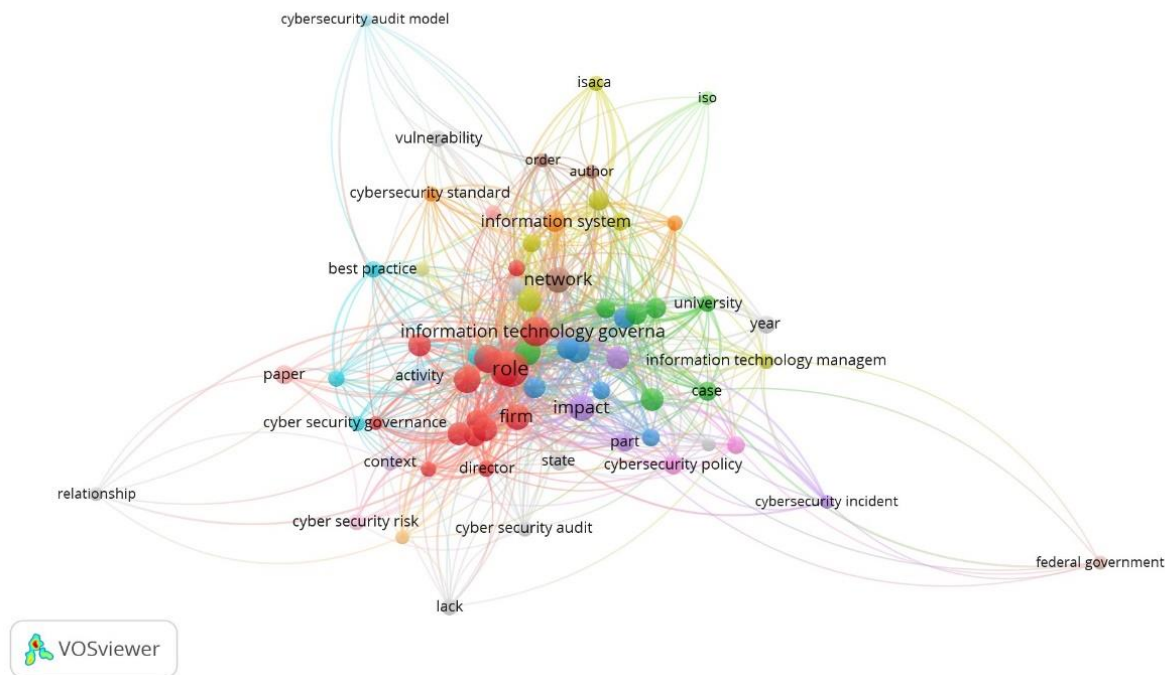 cybersecurity audit model
isaca
iso
vulnerability
order
author
cybersecurity standard
information system
best practice
network
university
year
information technology governa
information technology managem
role
paper
activity
case
impact
firm
cyber security governance
part
context
director
state
cybersecurity policy
relationship
cybersecurity incident
cyber security risk
cyber security audit
federal government
lack
VOSviewer